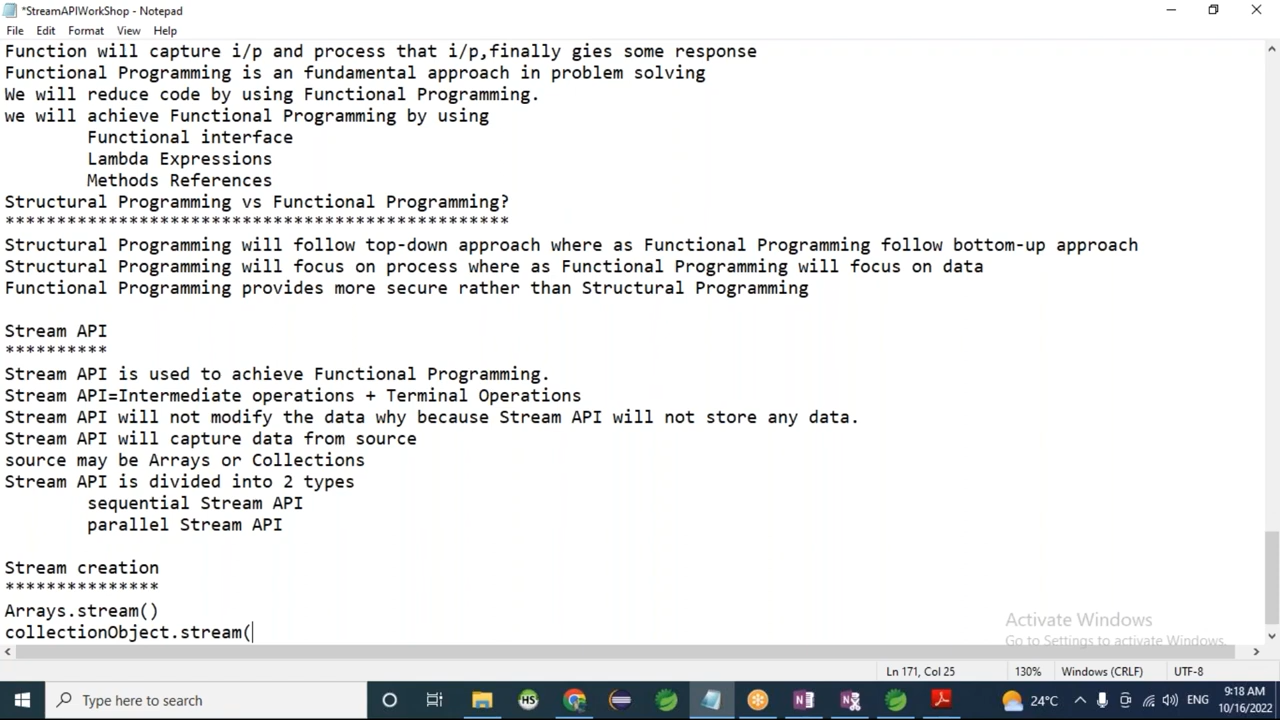 *StreamAPIWorkShop - Notepad
File Edit Format View Help
Function will capture i/p and process that i/p,finally gies some response
Functional Programming is an fundamental approach in problem solving
We will reduce code by using Functional Programming.
we will achieve Functional Programming by using
Functional interface
Lambda Expressions
Methods References
Structural Programming vs Functional Programming?
*************************************************
Structural Programming will follow top-down approach where as Functional Programming follow bottom-up approach
Structural Programming will focus on process where as Functional Programming will focus on data
Functional Programming provides more secure rather than Structural Programming
Stream API
**********
Stream API is used to achieve Functional Programming.
Stream API=Intermediate operations + Terminal Operations
Stream API will not modify the data why because Stream API will not store any data.
Stream API will capture data from source
source may be Arrays or Collections
Stream API is divided into 2 types
sequential Stream API
parallel Stream API
Stream creation
***************
Arrays.stream()
collectionObject.stream(
Activate Windows
Go to Settings to activate Windows.
Ln 171, Col 25 130% Windows (CRLF) UTF-8
Type here to search HS 24°C ENG 9:18 AM
10/16/2022